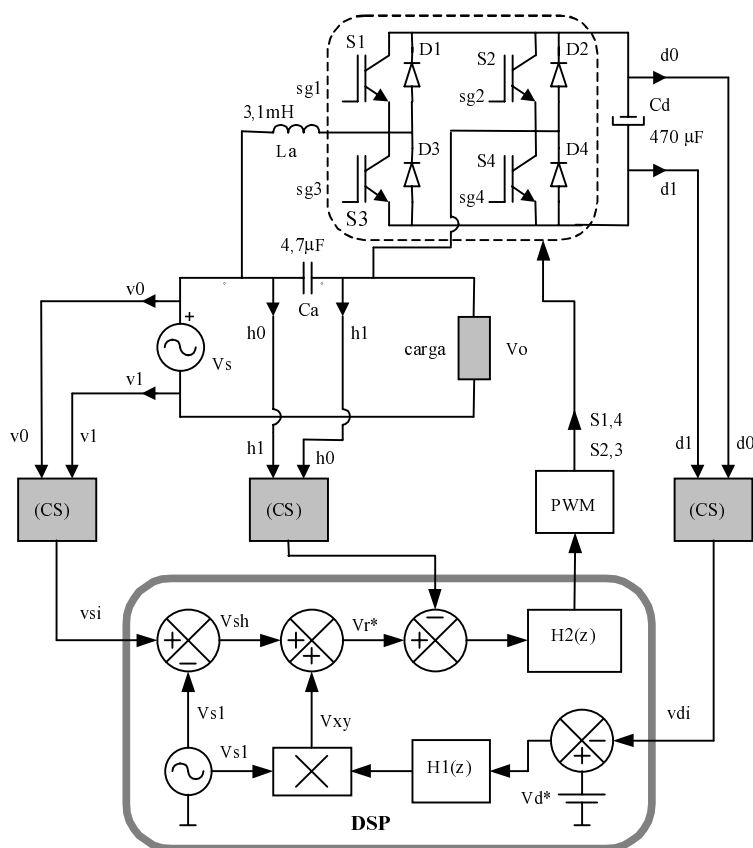 S1
D1
S2
D2
d0
sg1
sg2
Cd
470 µF
3,1mH
La
D3
S4
D4
d1
sg3
sg4
S3
4,7µF
Ca
v0
+
Vs
h0
h1
carga
Vo
v1
S1,4
S2,3
v0
v1
h1
h0
d1
d0
(CS)
(CS)
PWM
(CS)
vsi
Vsh
Vr*
−
+
−
+
+
+
H2(z)
Vs1
Vxy
vdi
Vs1
H1(z)
−
+
Vd*
DSP